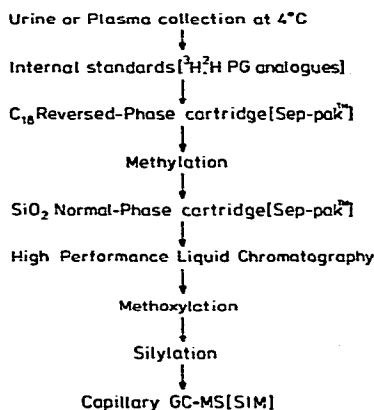 Urine or Plasma collection at 4°C
Internal standards[³H,²H PG analogues]
C₁₈ Reversed-Phase cartridge[Sep-pak™]
Methylation
SiO₂ Normal-Phase cartridge[Sep-pak™]
High Performance Liquid Chromatography
Methoxylation
Silylation
Capillary GC-MS[SIM]